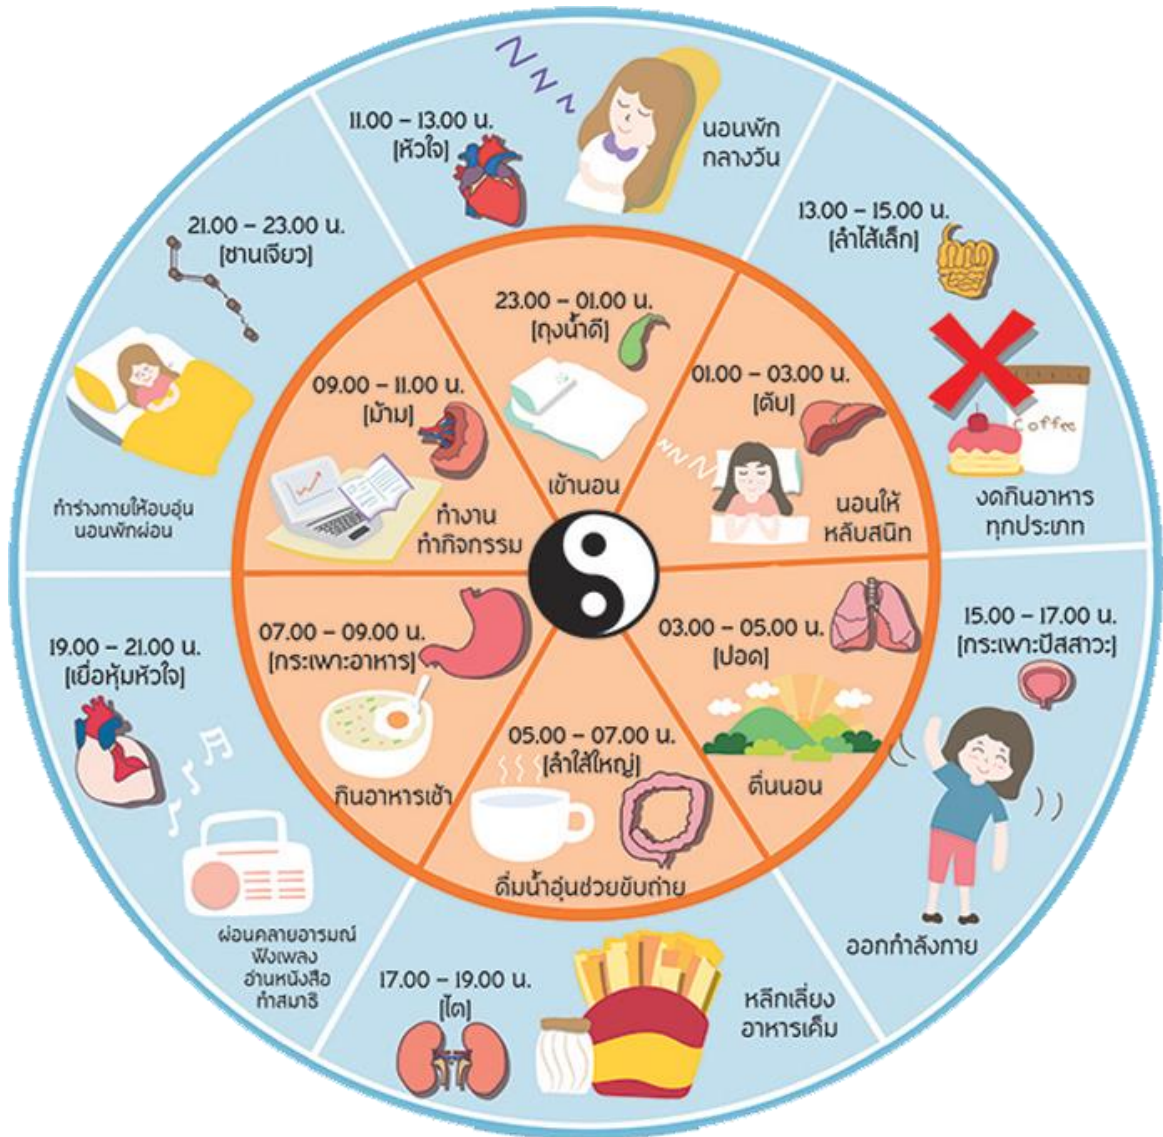 11.00 – 13.00 น.
[หัวใจ]
นอนพัก
กลางวัน
13.00 – 15.00 น.
[ลำไส้เล็ก]
Coffee
งดกินอาหาร
ทุกประเภท
15.00 – 17.00 น.
[กระเพาะปัสสาวะ]
ออกกำลังกาย
17.00 – 19.00 น.
[ไต]
หลีกเลี่ยง
อาหารเค็ม
19.00 – 21.00 น.
[เยื่อหุ้มหัวใจ]
ผ่อนคลายอารมณ์
ฟังเพลง
อ่านหนังสือ
ทำสมาธิ
21.00 – 23.00 น.
[ซานเจียว]
ทำร่างกายให้อบอุ่น
นอนพักผ่อน
23.00 – 01.00 น.
[ถุงน้ำดี]
เข้านอน
01.00 – 03.00 น.
[ตับ]
นอนให้
หลับสนิท
03.00 – 05.00 น.
[ปอด]
ตื่นนอน
05.00 – 07.00 น.
[ลำไส้ใหญ่]
ดื่มน้ำอุ่นช่วยขับถ่าย
07.00 – 09.00 น.
[กระเพาะอาหาร]
กินอาหารเช้า
09.00 – 11.00 น.
[ม้าม]
ทำงาน
ทำกิจกรรม